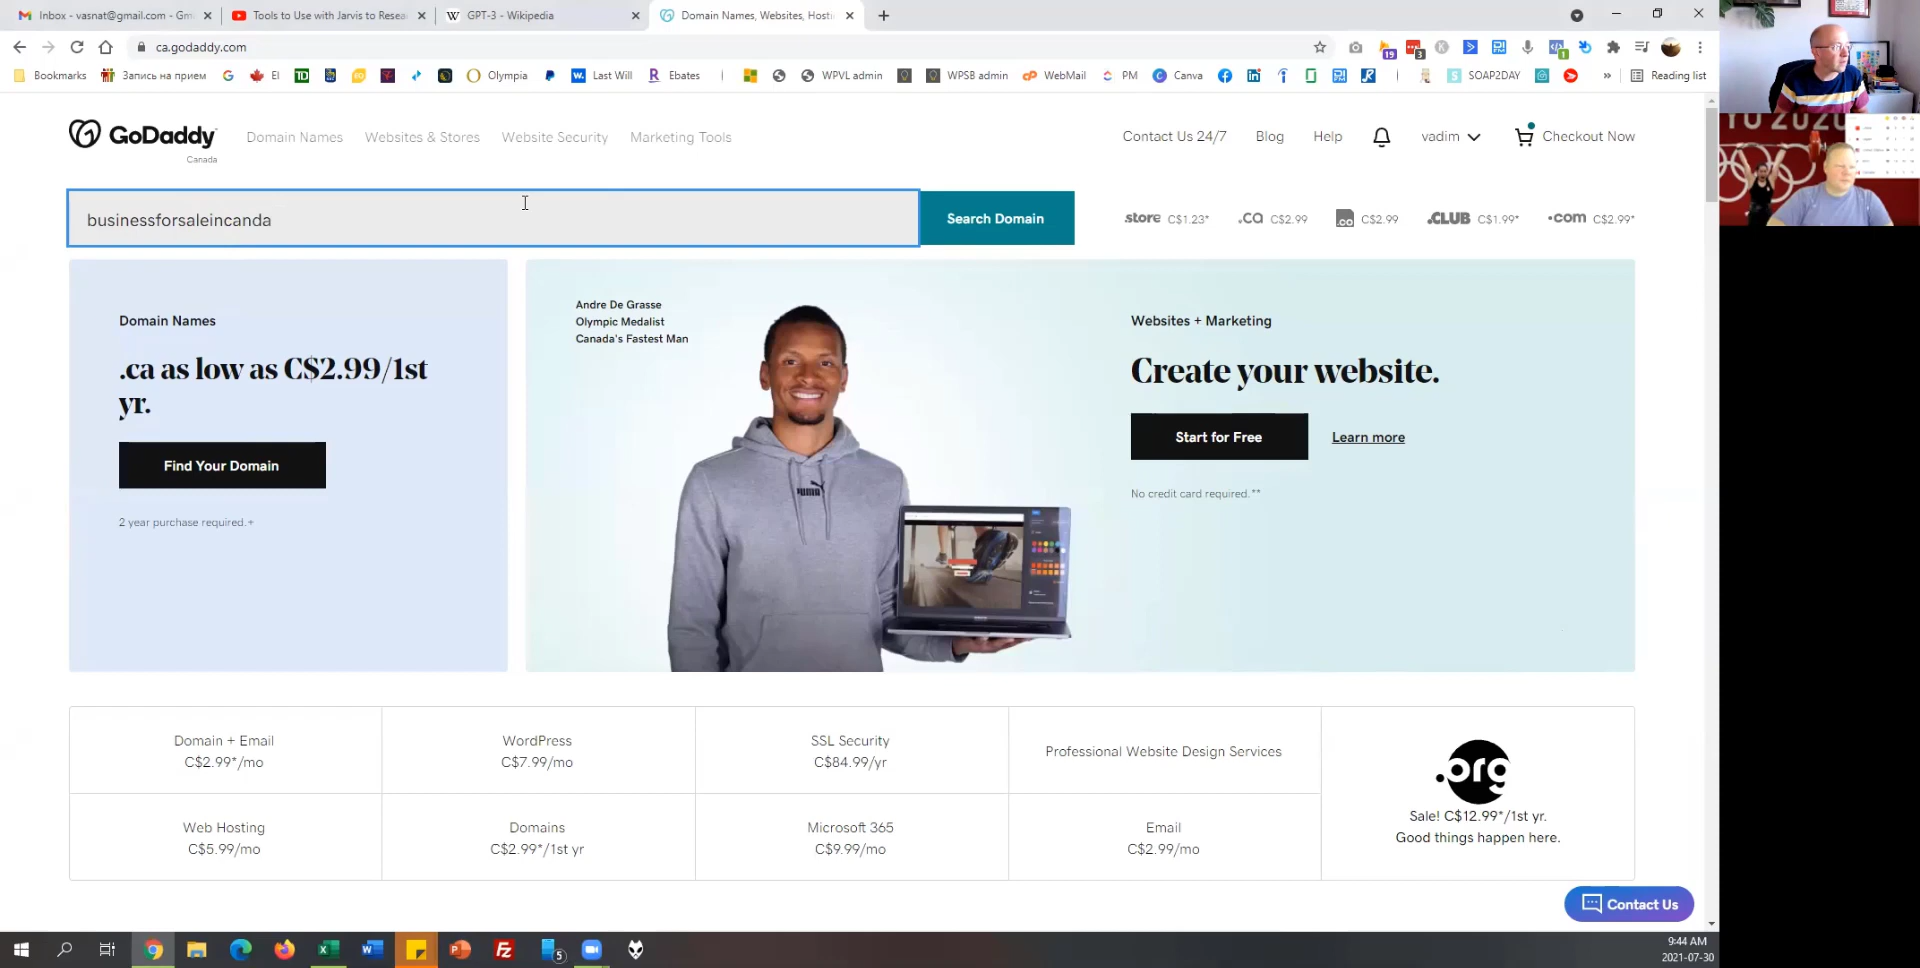 Inbox - vasnat@gmail.com - Gm
Tools to Use with Jarvis to Resea
GPT-3 - Wikipedia
Domain Names, Websites, Hosti
ca.godaddy.com
19
3
1
Bookmarks
Запись на прием
EI
TD
Olympia
Last Will
Ebates
WPVL admin
WPSB admin
WebMail
PM
Canva
SOAP2DAY
Reading list
GoDaddy
Canada
Domain Names
Websites & Stores
Website Security
Marketing Tools
Contact Us 24/7
Blog
Help
vadim
Checkout Now
businessforsaleincanda
Search Domain
.store C$1.23*
.CA C$2.99
.co C$2.99
.CLUB C$1.99*
.com C$2.99*
Domain Names
.ca as low as C$2.99/1st
yr.
Find Your Domain
2 year purchase required.+
Andre De Grasse
Olympic Medalist
Canada's Fastest Man
PUMA
Websites + Marketing
Create your website.
Start for Free
Learn more
No credit card required.**
Domain + Email
C$2.99*/mo
WordPress
C$7.99/mo
SSL Security
C$84.99/yr
Professional Website Design Services
Web Hosting
C$5.99/mo
Domains
C$2.99*/1st yr
Microsoft 365
C$9.99/mo
Email
C$2.99/mo
.org
Sale! C$12.99*/1st yr.
Good things happen here.
Contact Us
5
9:44 AM
2021-07-30